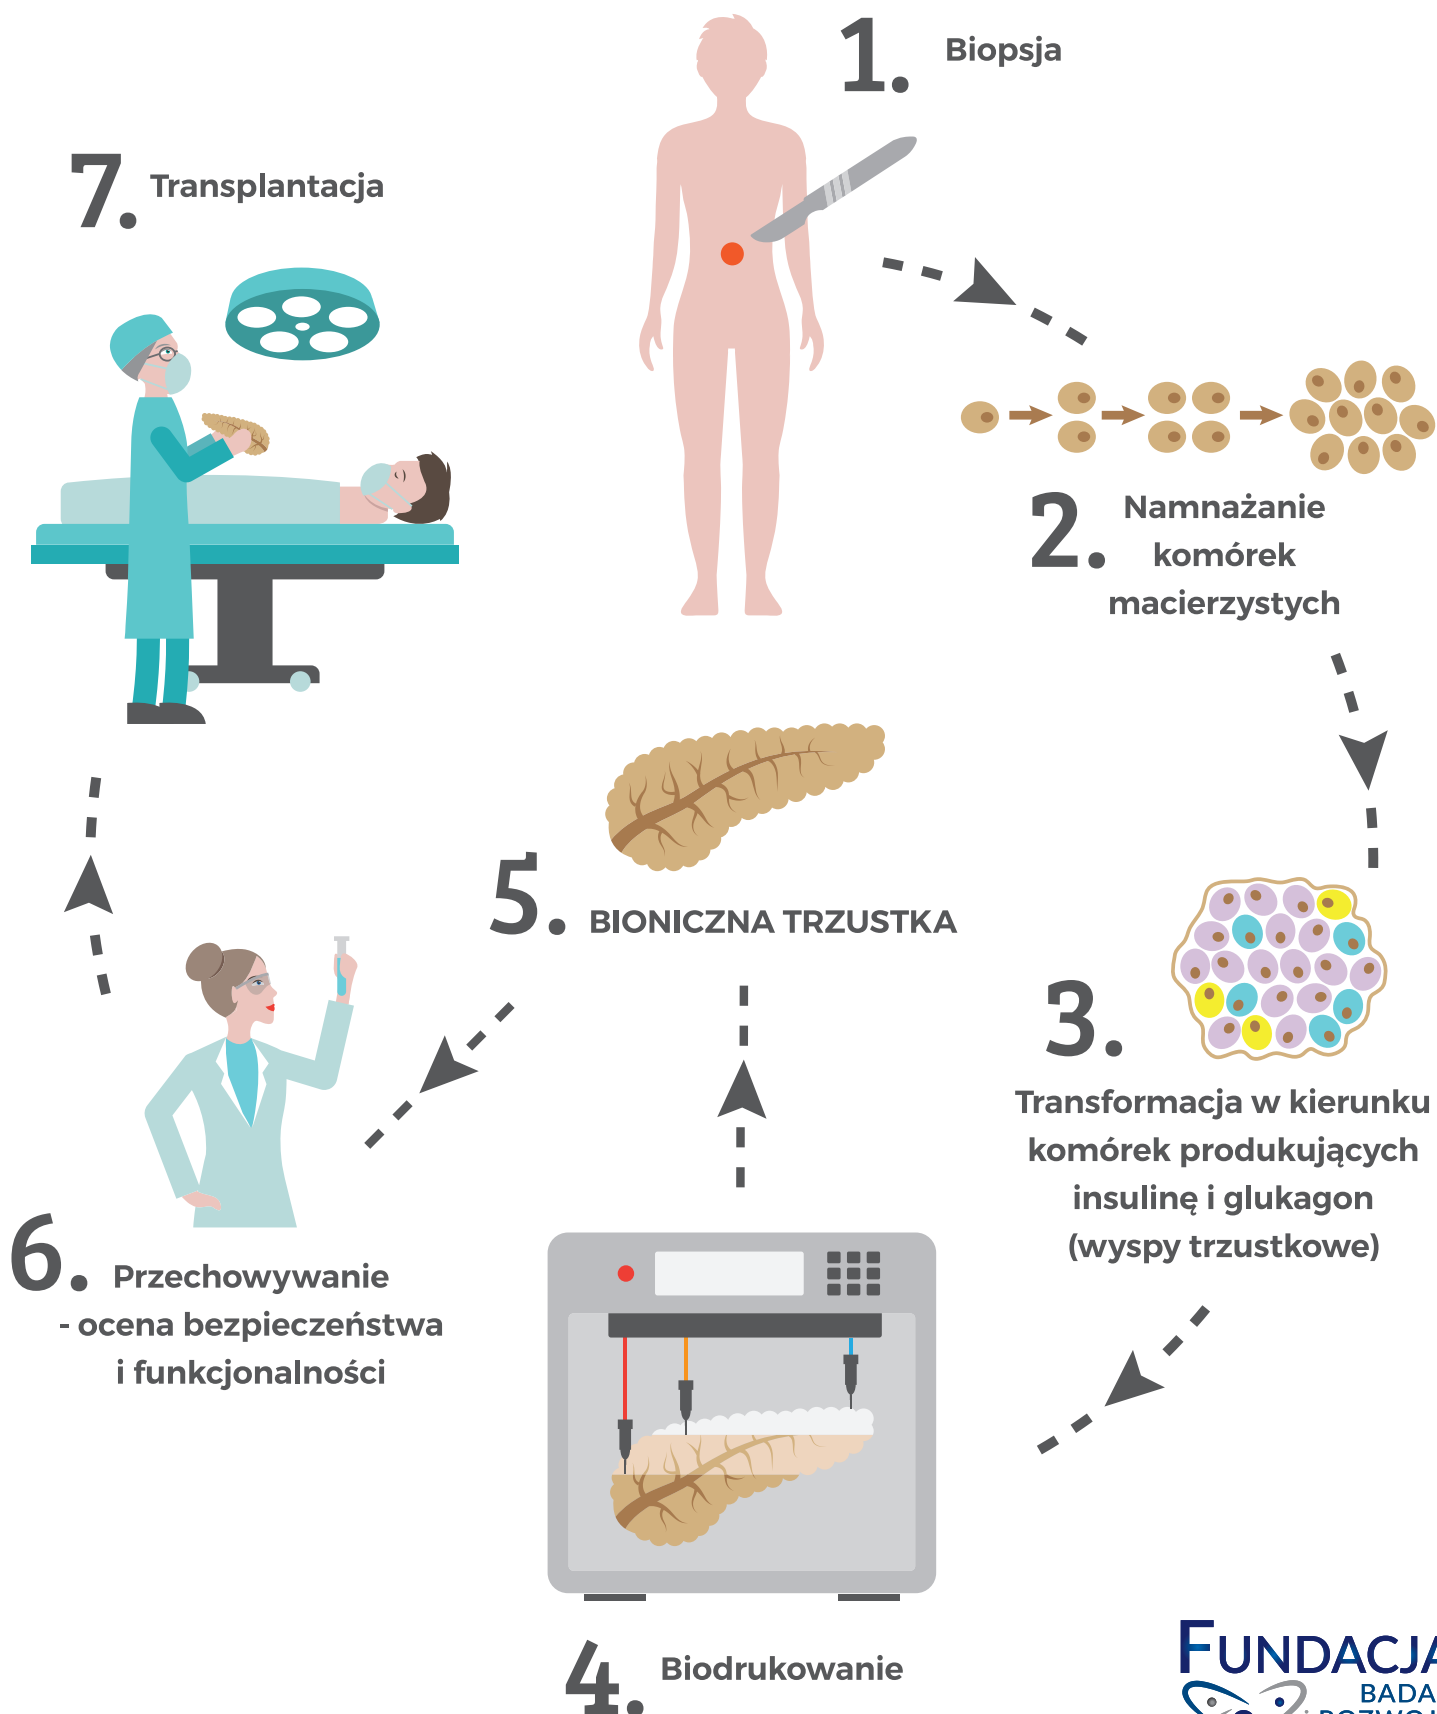 1. Biopsja
2. Namnażanie
komórek
macierzystych
3.
Transformacja w kierunku
komórek produkujących
insulinę i glukagon
(wyspy trzustkowe)
4. Biodrukowanie
5. BIONICZNA TRZUSTKA
6. Przechowywanie
- ocena bezpieczeństwa
i funkcjonalności
7. Transplantacja
FUNDACJA
BADA